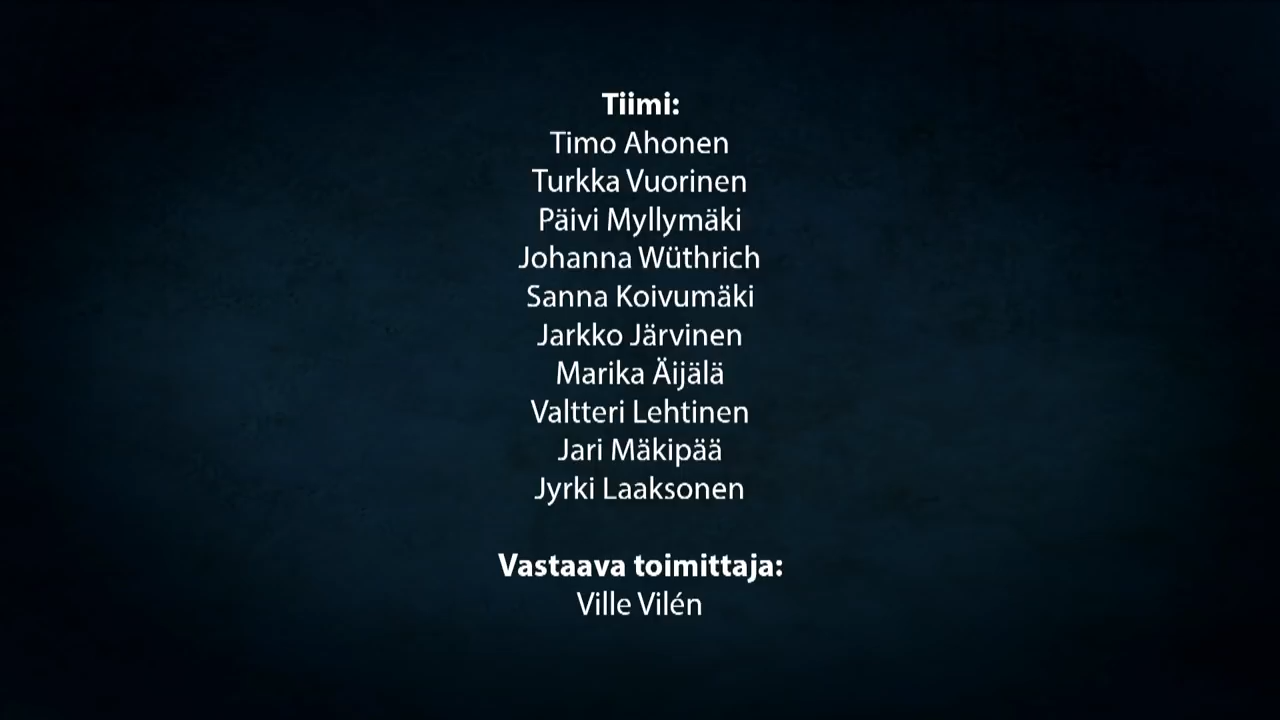 Tiimi:
Timo Ahonen
Turkka Vuorinen
Päivi Myllymäki
Johanna Wüthrich
Sanna Koivumäki
Jarkko Järvinen
Marika Äijälä
Valtteri Lehtinen
Jari Mäkipää
Jyrki Laaksonen
Vastaava toimittaja:
Ville Vilén